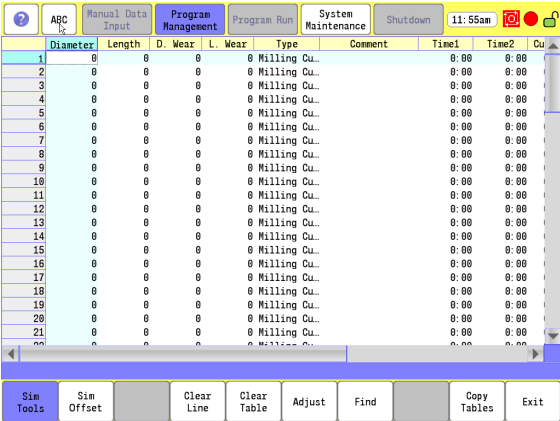 ? ABC Manual Data Input Program Management Program Run System Maintenance Shutdown 11:55am
Diameter Length D. Wear L. Wear Type Comment Time1 Time2 Cu
1 0 0 0 0 Milling Cu… 0:00 0:00
2 0 0 0 0 Milling Cu… 0:00 0:00
3 0 0 0 0 Milling Cu… 0:00 0:00
4 0 0 0 0 Milling Cu… 0:00 0:00
5 0 0 0 0 Milling Cu… 0:00 0:00
6 0 0 0 0 Milling Cu… 0:00 0:00
7 0 0 0 0 Milling Cu… 0:00 0:00
8 0 0 0 0 Milling Cu… 0:00 0:00
9 0 0 0 0 Milling Cu… 0:00 0:00
10 0 0 0 0 Milling Cu… 0:00 0:00
11 0 0 0 0 Milling Cu… 0:00 0:00
12 0 0 0 0 Milling Cu… 0:00 0:00
13 0 0 0 0 Milling Cu… 0:00 0:00
14 0 0 0 0 Milling Cu… 0:00 0:00
15 0 0 0 0 Milling Cu… 0:00 0:00
16 0 0 0 0 Milling Cu… 0:00 0:00
17 0 0 0 0 Milling Cu… 0:00 0:00
18 0 0 0 0 Milling Cu… 0:00 0:00
19 0 0 0 0 Milling Cu… 0:00 0:00
20 0 0 0 0 Milling Cu… 0:00 0:00
21 0 0 0 0 Milling Cu… 0:00 0:00
Sim Tools Sim Offset Clear Line Clear Table Adjust Find Copy Tables Exit